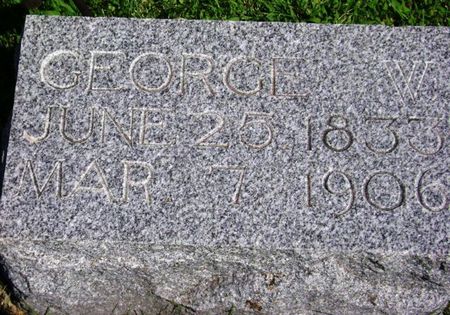 GEORGE W
JUNE 25, 1833
MAR. 7, 1906